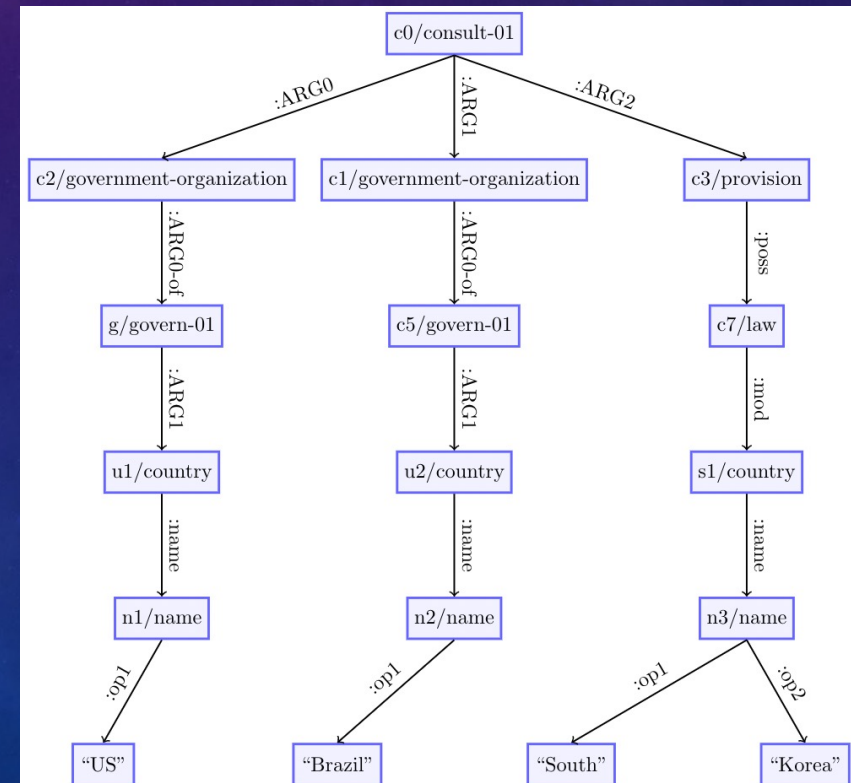 c0/consult-01
:ARG0
:ARG1
:ARG2
c2/government-organization
c1/government-organization
c3/provision
:ARG0-of
:ARG0-of
:poss
g/govern-01
c5/govern-01
c7/law
:ARG1
:ARG1
:mod
u1/country
u2/country
s1/country
:name
:name
:name
n1/name
n2/name
n3/name
:op1
:op1
:op1
:op2
“US”
“Brazil”
“South”
“Korea”